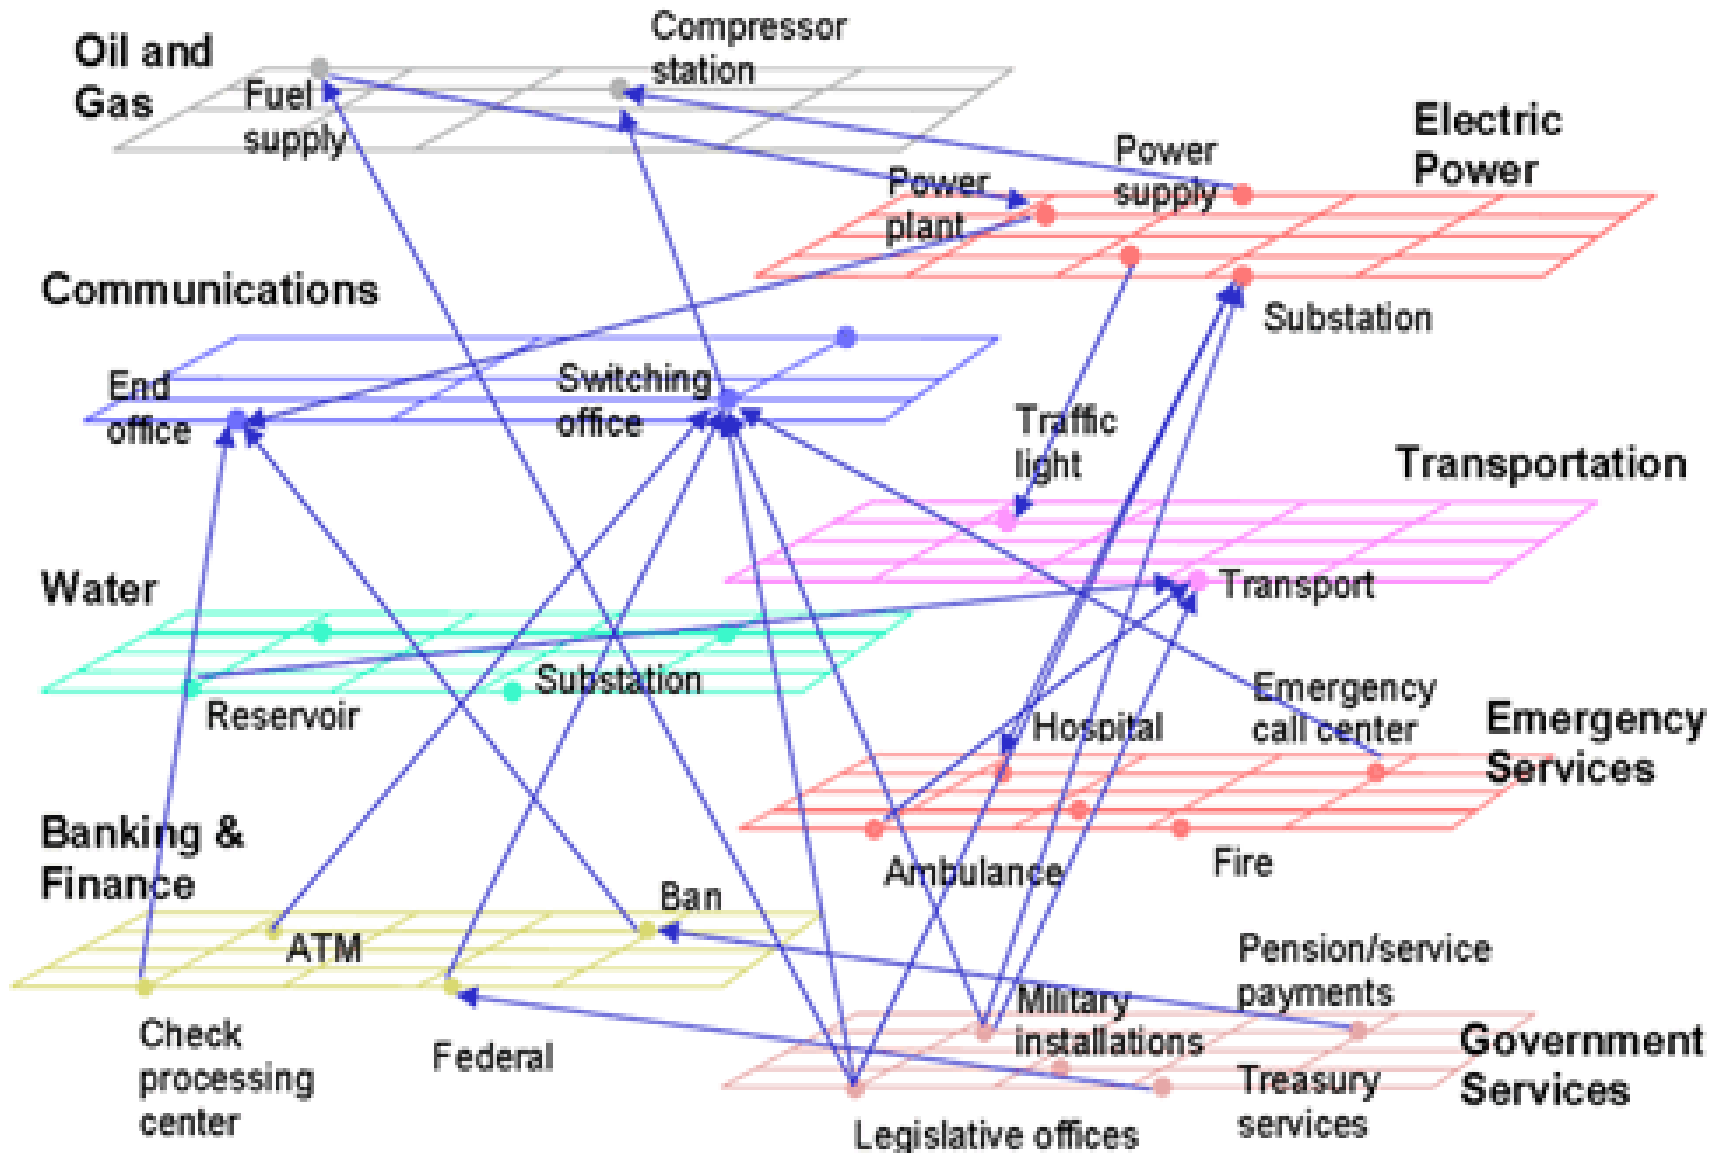 Oil and
Gas
Fuel
supply
Compressor
station
Electric
Power
Power
supply
Power
plant
Substation
Communications
End
office
Switching
office
Traffic
light
Transportation
Transport
Water
Substation
Reservoir
Hospital
Emergency
call center
Emergency
Services
Ambulance
Fire
Banking &
Finance
Ban
ATM
Check
processing
center
Federal
Pension/service
payments
Military
installations
Government
Services
Treasury
services
Legislative offices